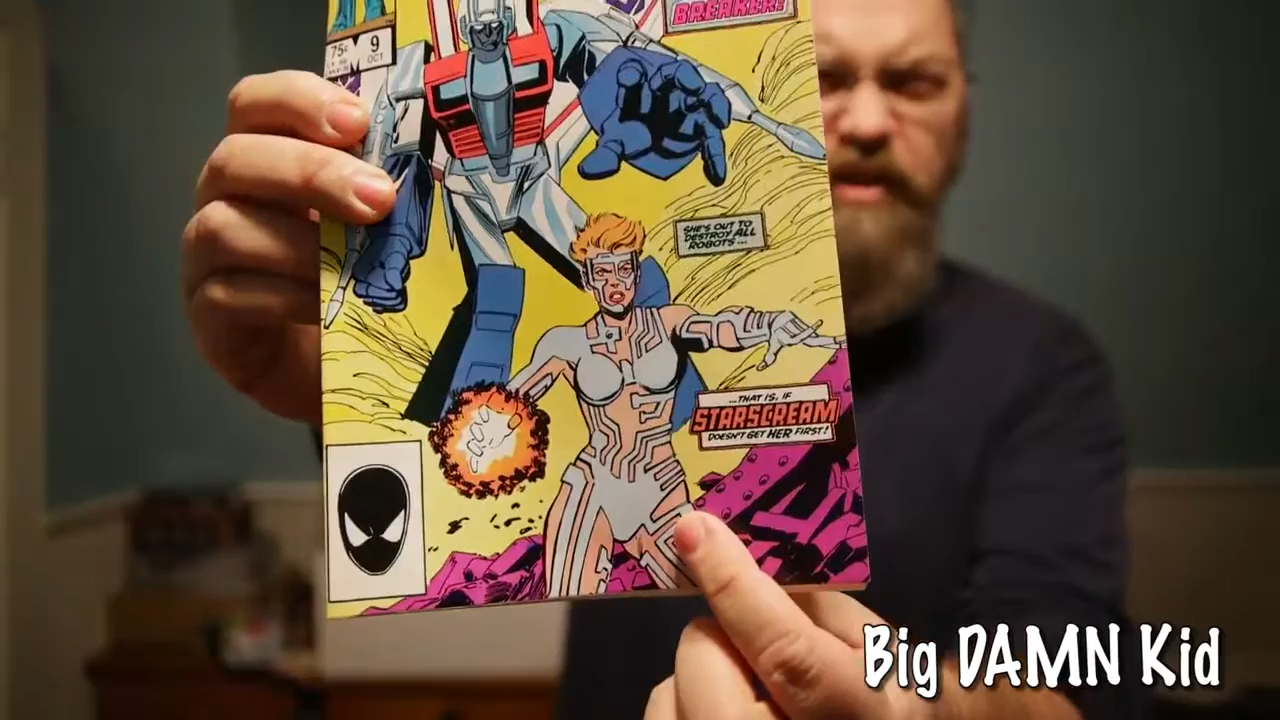 BREAKER!
75¢
9
OCT
SHE'S OUT TO
DESTROY ALL
ROBOTS...
...THAT IS, IF
STARSCREAM
DOESN'T GET HER FIRST!
Big DAMN Kid